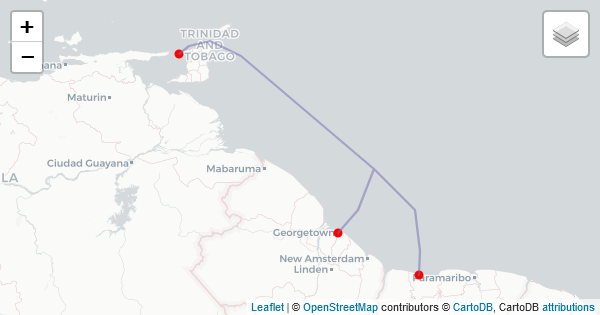 +
−
TRINIDAD
AND
TOBAGO
ana
Maturin
Ciudad Guayana
LA
Mabaruma
Georgetown
New Amsterdam
Linden
Paramaribo
Leaflet | © OpenStreetMap contributors © CartoDB, CartoDB attributions